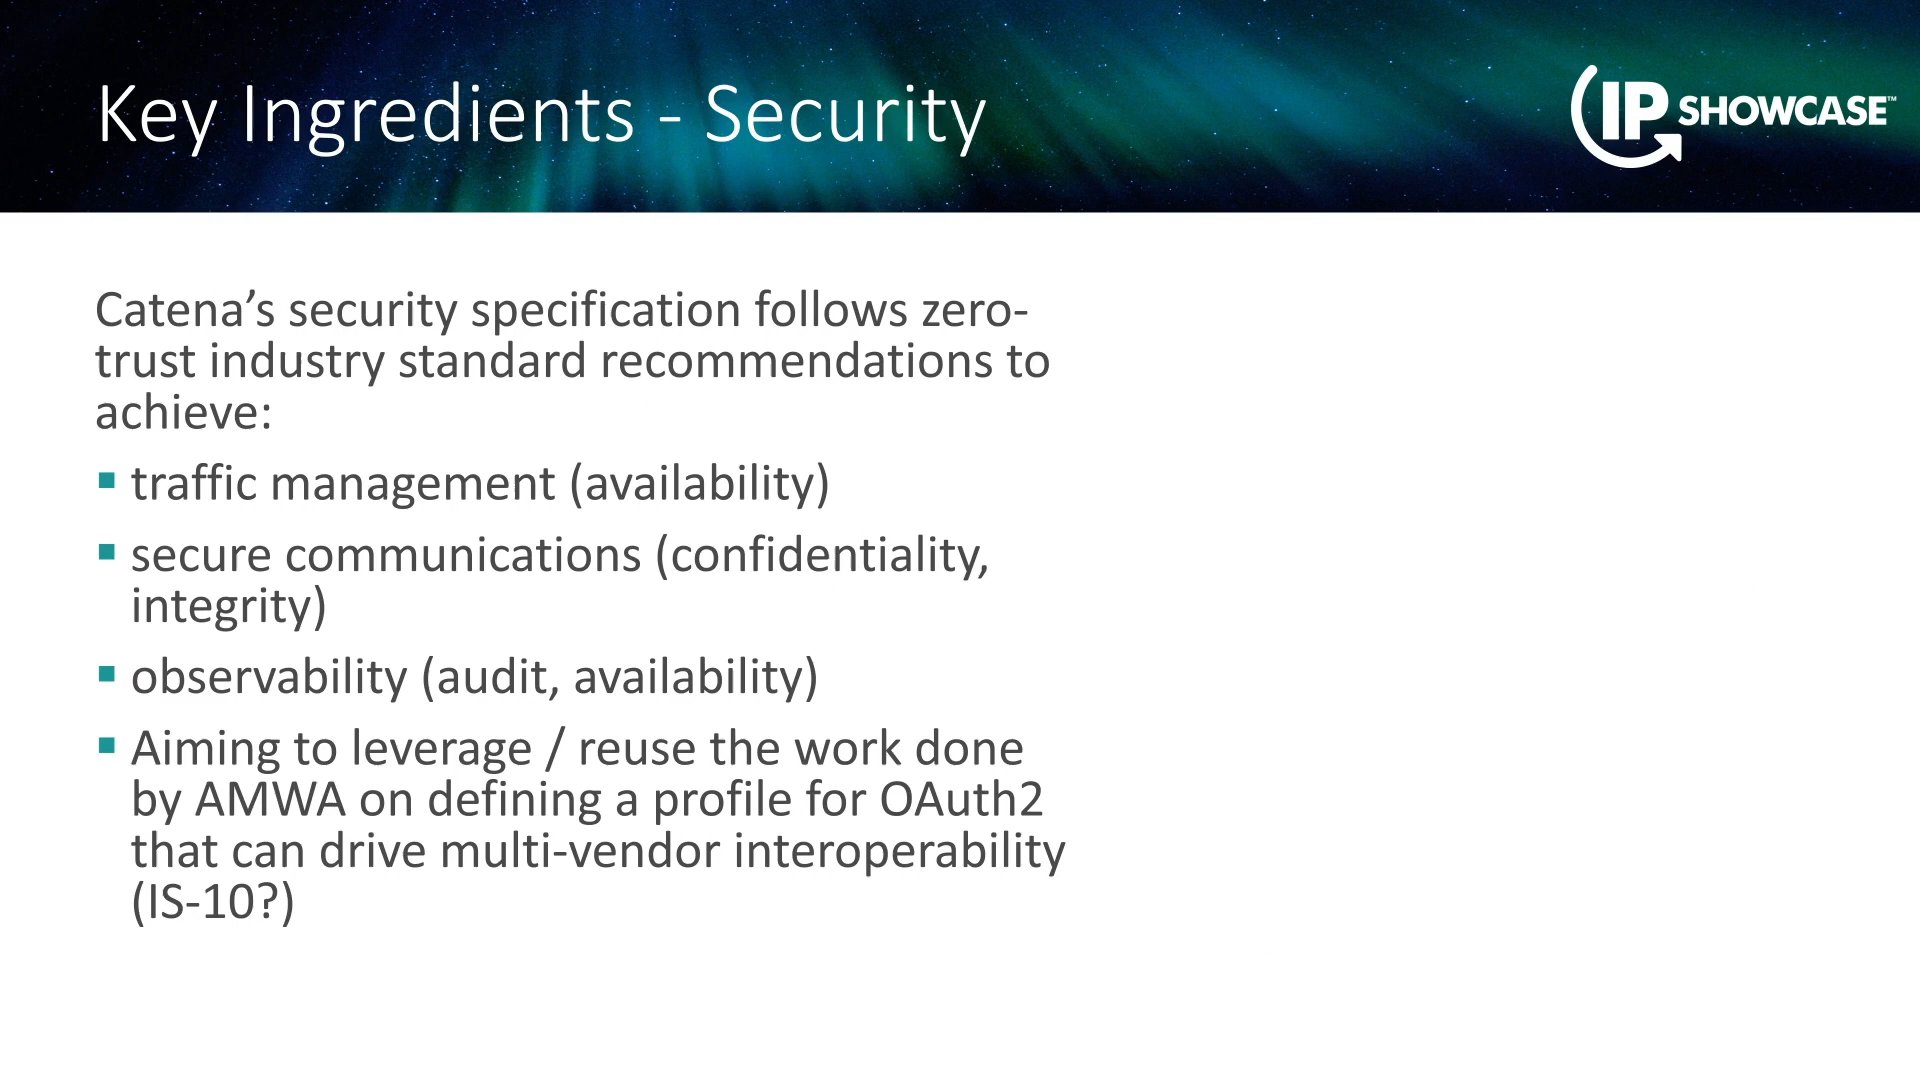 Key Ingredients - Security
IP SHOWCASE™
Catena’s security specification follows zero-
trust industry standard recommendations to
achieve:
▪ traffic management (availability)
▪ secure communications (confidentiality,
integrity)
▪ observability (audit, availability)
▪ Aiming to leverage / reuse the work done
by AMWA on defining a profile for OAuth2
that can drive multi-vendor interoperability
(IS-10?)